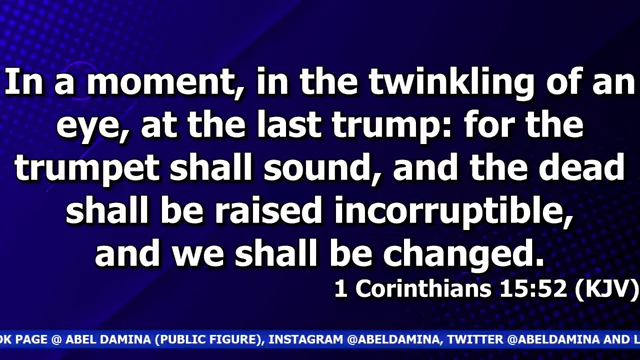 In a moment, in the twinkling of an
eye, at the last trump: for the
trumpet shall sound, and the dead
shall be raised incorruptible,
and we shall be changed.
1 Corinthians 15:52 (KJV)
PAGE @ ABEL DAMINA (PUBLIC FIGURE), INSTAGRAM @ABELDAMINA, TWITTER @ABELDAMINA AND